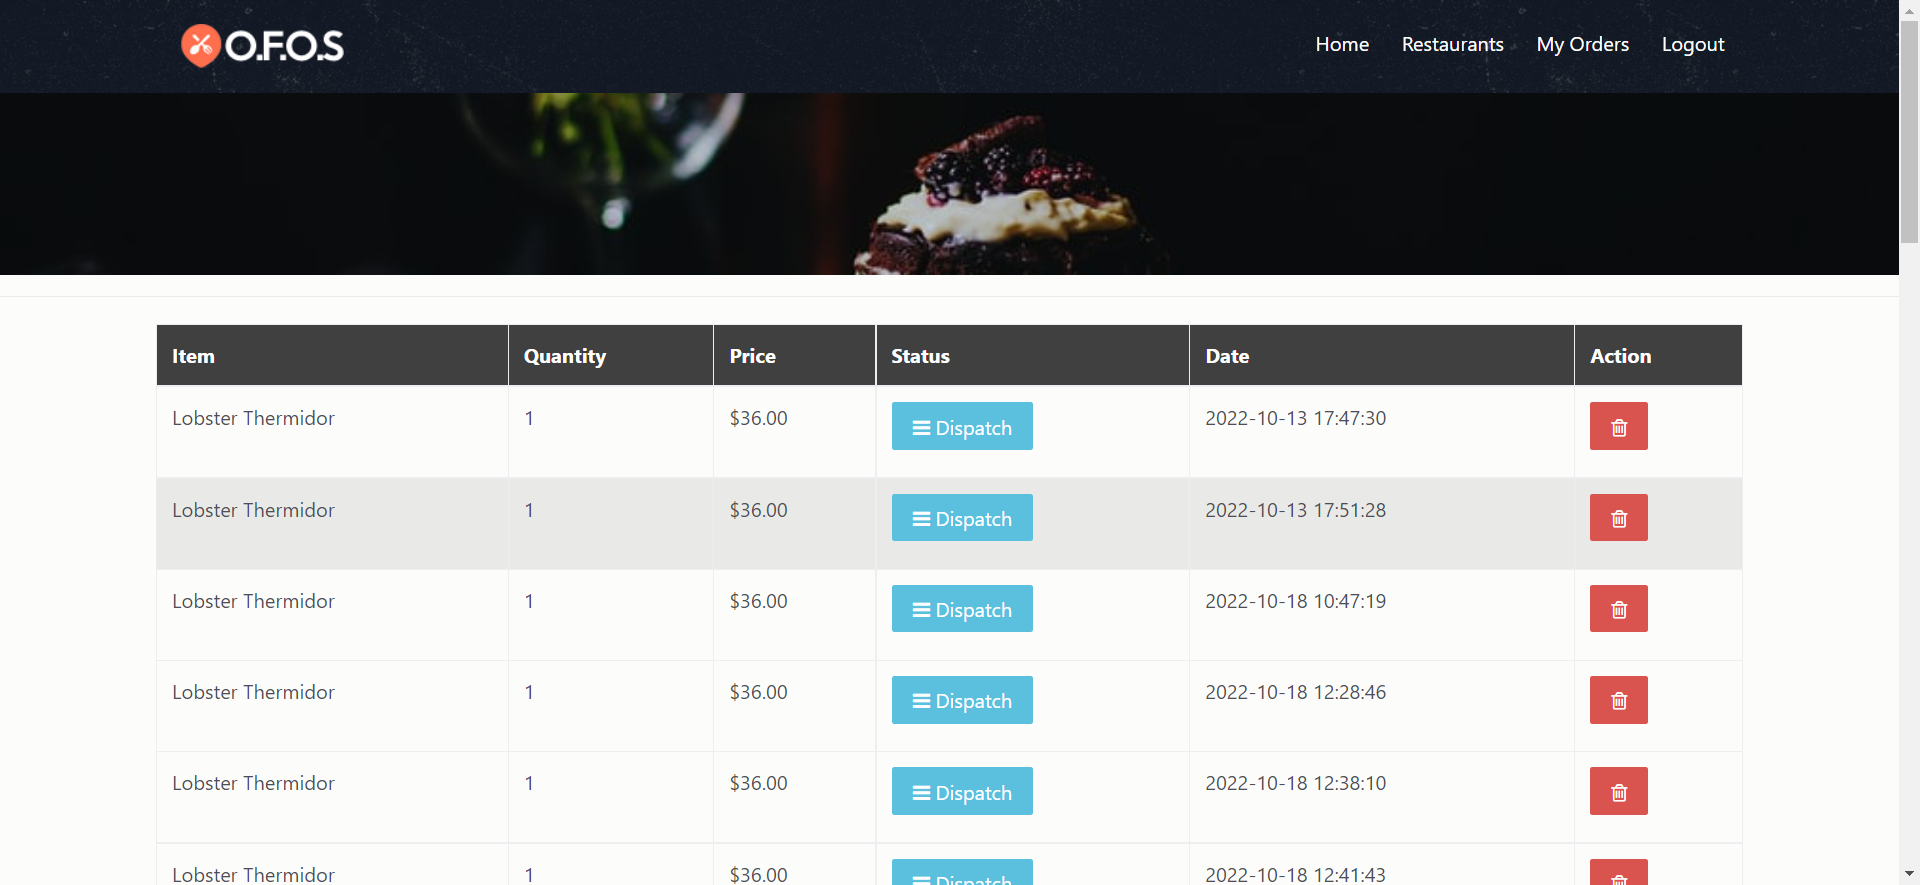 O.F.O.S
Home Restaurants My Orders Logout
Item Quantity Price Status Date Action
Lobster Thermidor 1 $36.00 Dispatch 2022-10-13 17:47:30
Lobster Thermidor 1 $36.00 Dispatch 2022-10-13 17:51:28
Lobster Thermidor 1 $36.00 Dispatch 2022-10-18 10:47:19
Lobster Thermidor 1 $36.00 Dispatch 2022-10-18 12:28:46
Lobster Thermidor 1 $36.00 Dispatch 2022-10-18 12:38:10
Lobster Thermidor 1 $36.00 Dispatch 2022-10-18 12:41:43